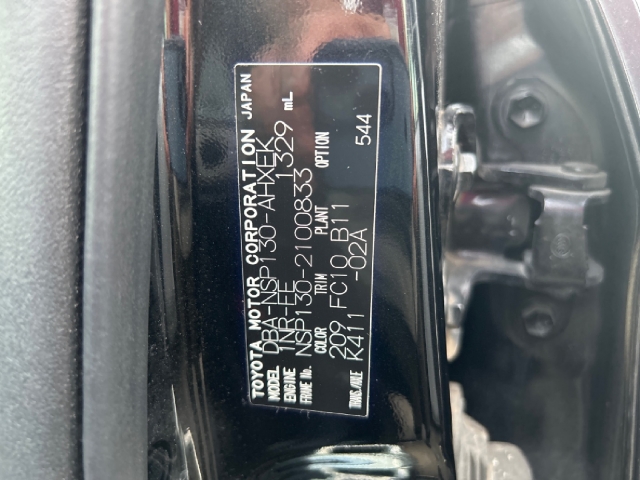 TOYOTA MOTOR CORPORATION JAPAN
MODEL DBA-NSP130-AHXEK
ENGINE 1NR-FE 1329 mL
FRAME No. NSP130-2100833
COLOR TRIM PLANT OPTION
209 FC10 B11 544
TRANS./AXLE K411 -02A